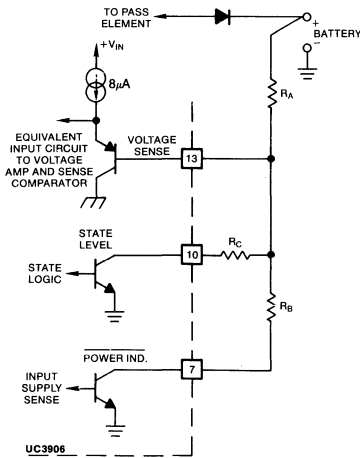 TO PASS
ELEMENT
+
BATTERY
−
+VIN
8µA
RA
EQUIVALENT
INPUT CIRCUIT
TO VOLTAGE
AMP AND SENSE
COMPARATOR
VOLTAGE
SENSE
13
STATE
LEVEL
10
RC
STATE
LOGIC
RB
POWER IND.
7
INPUT
SUPPLY
SENSE
UC3906